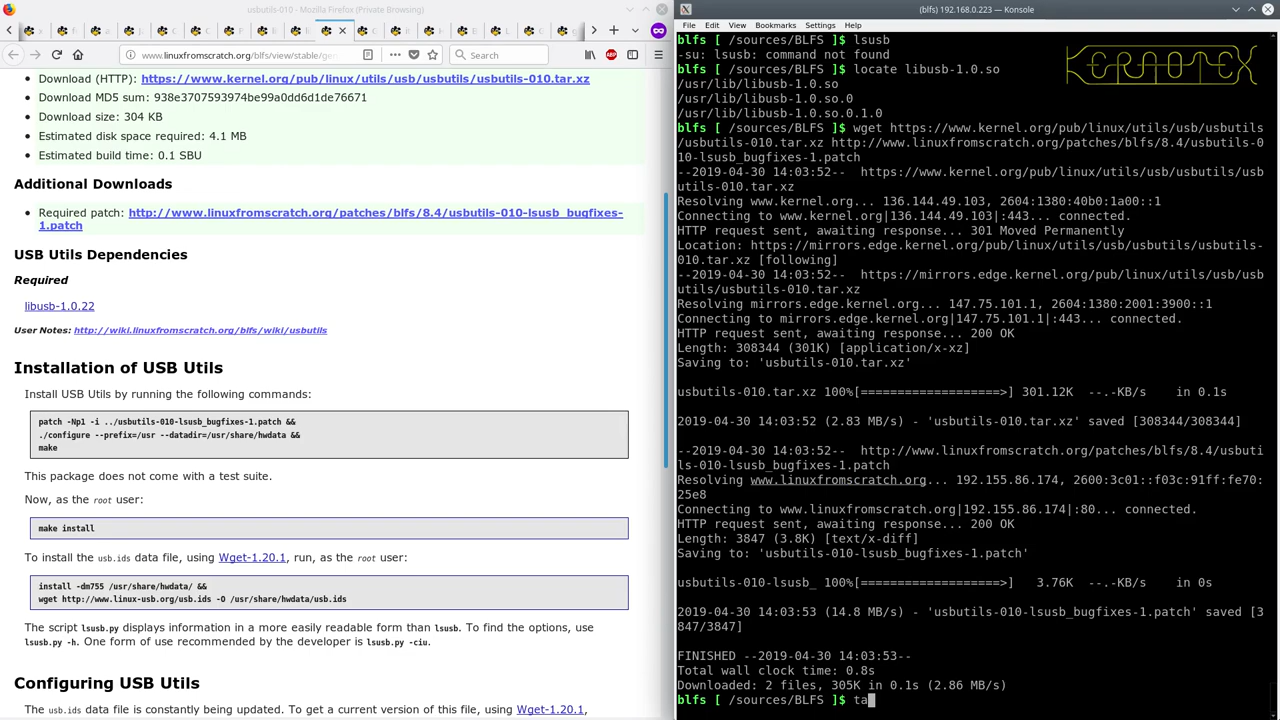 usbutils-010 - Mozilla Firefox (Private Browsing)
www.linuxfromscratch.org/blfs/view/stable/ge
Search
Download (HTTP): https://www.kernel.org/pub/linux/utils/usb/usbutils/usbutils-010.tar.xz
Download MD5 sum: 938e3707593974be99a0dd6d1de76671
Download size: 304 KB
Estimated disk space required: 4.1 MB
Estimated build time: 0.1 SBU
Additional Downloads
Required patch: http://www.linuxfromscratch.org/patches/blfs/8.4/usbutils-010-lsusb_bugfixes-
1.patch
USB Utils Dependencies
Required
libusb-1.0.22
User Notes: http://wiki.linuxfromscratch.org/blfs/wiki/usbutils
Installation of USB Utils
Install USB Utils by running the following commands:
patch -Np1 -i ../usbutils-010-lsusb_bugfixes-1.patch &&
./configure --prefix=/usr --datadir=/usr/share/hwdata &&
make
This package does not come with a test suite.
Now, as the root user:
make install
To install the usb.ids data file, using Wget-1.20.1, run, as the root user:
install -dm755 /usr/share/hwdata/ &&
wget http://www.linux-usb.org/usb.ids -O /usr/share/hwdata/usb.ids
The script lsusb.py displays information in a more easily readable form than lsusb. To find the options, use
lsusb.py -h. One form of use recommended by the developer is lsusb.py -ciu.
Configuring USB Utils
The usb.ids data file is constantly being updated. To get a current version of this file, using Wget-1.20.1,
(blfs) 192.168.0.223 — Konsole
File Edit View Bookmarks Settings Help
KERNOTEX
blfs [ /sources/BLFS ]$ lsusb
-su: lsusb: command not found
blfs [ /sources/BLFS ]$ locate libusb-1.0.so
/usr/lib/libusb-1.0.so
/usr/lib/libusb-1.0.so.0
/usr/lib/libusb-1.0.so.0.1.0
blfs [ /sources/BLFS ]$ wget https://www.kernel.org/pub/linux/utils/usb/usbutils
/usbutils-010.tar.xz http://www.linuxfromscratch.org/patches/blfs/8.4/usbutils-0
10-lsusb_bugfixes-1.patch
--2019-04-30 14:03:52-- https://www.kernel.org/pub/linux/utils/usb/usbutils/usb
utils-010.tar.xz
Resolving www.kernel.org... 136.144.49.103, 2604:1380:40b0:1a00::1
Connecting to www.kernel.org|136.144.49.103|:443... connected.
HTTP request sent, awaiting response... 301 Moved Permanently
Location: https://mirrors.edge.kernel.org/pub/linux/utils/usb/usbutils/usbutils-
010.tar.xz [following]
--2019-04-30 14:03:52-- https://mirrors.edge.kernel.org/pub/linux/utils/usb/usb
utils/usbutils-010.tar.xz
Resolving mirrors.edge.kernel.org... 147.75.101.1, 2604:1380:2001:3900::1
Connecting to mirrors.edge.kernel.org|147.75.101.1|:443... connected.
HTTP request sent, awaiting response... 200 OK
Length: 308344 (301K) [application/x-xz]
Saving to: 'usbutils-010.tar.xz'
usbutils-010.tar.xz 100%[===================>] 301.12K --.-KB/s in 0.1s
2019-04-30 14:03:52 (2.83 MB/s) - 'usbutils-010.tar.xz' saved [308344/308344]
--2019-04-30 14:03:52-- http://www.linuxfromscratch.org/patches/blfs/8.4/usbuti
ls-010-lsusb_bugfixes-1.patch
Resolving www.linuxfromscratch.org... 192.155.86.174, 2600:3c01::f03c:91ff:fe70:
25e8
Connecting to www.linuxfromscratch.org|192.155.86.174|:80... connected.
HTTP request sent, awaiting response... 200 OK
Length: 3847 (3.8K) [text/x-diff]
Saving to: 'usbutils-010-lsusb_bugfixes-1.patch'
usbutils-010-lsusb_ 100%[===================>] 3.76K --.-KB/s in 0s
2019-04-30 14:03:53 (14.8 MB/s) - 'usbutils-010-lsusb_bugfixes-1.patch' saved [3
847/3847]
FINISHED --2019-04-30 14:03:53--
Total wall clock time: 0.8s
Downloaded: 2 files, 305K in 0.1s (2.86 MB/s)
blfs [ /sources/BLFS ]$ ta